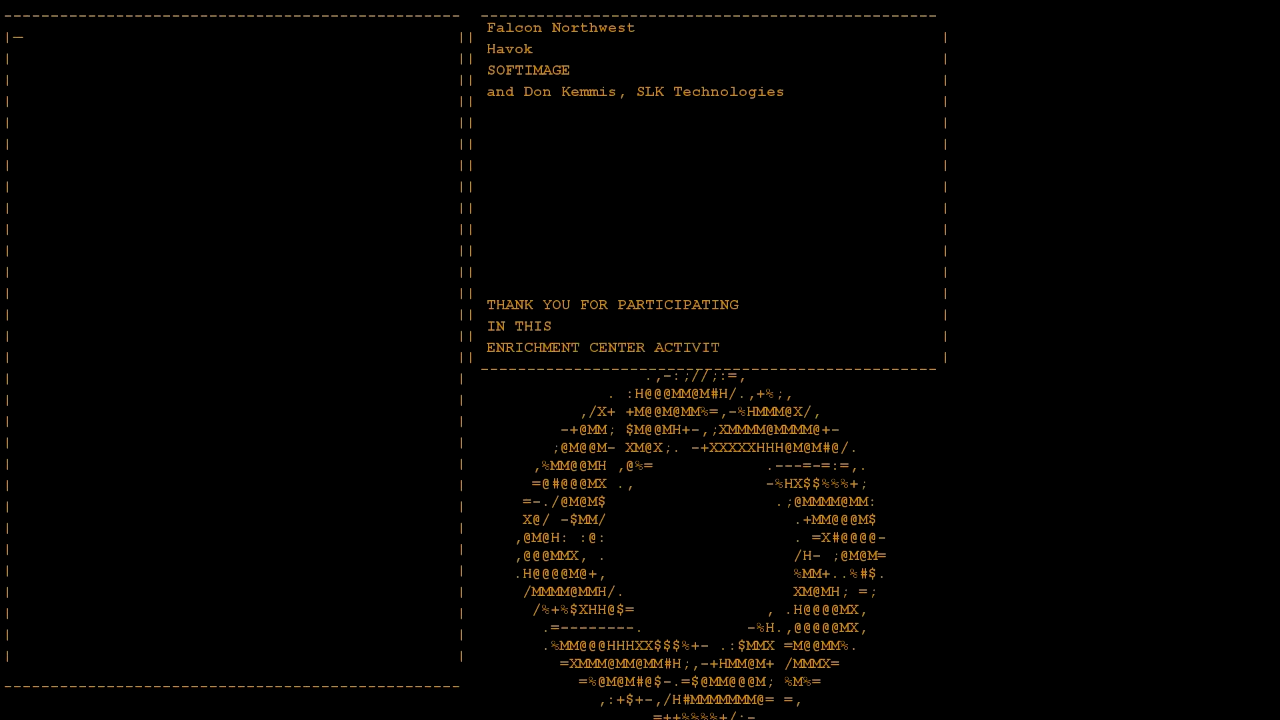 Falcon Northwest
Havok
SOFTIMAGE
and Don Kemmis, SLK Technologies
THANK YOU FOR PARTICIPATING
IN THIS
ENRICHMENT CENTER ACTIVIT